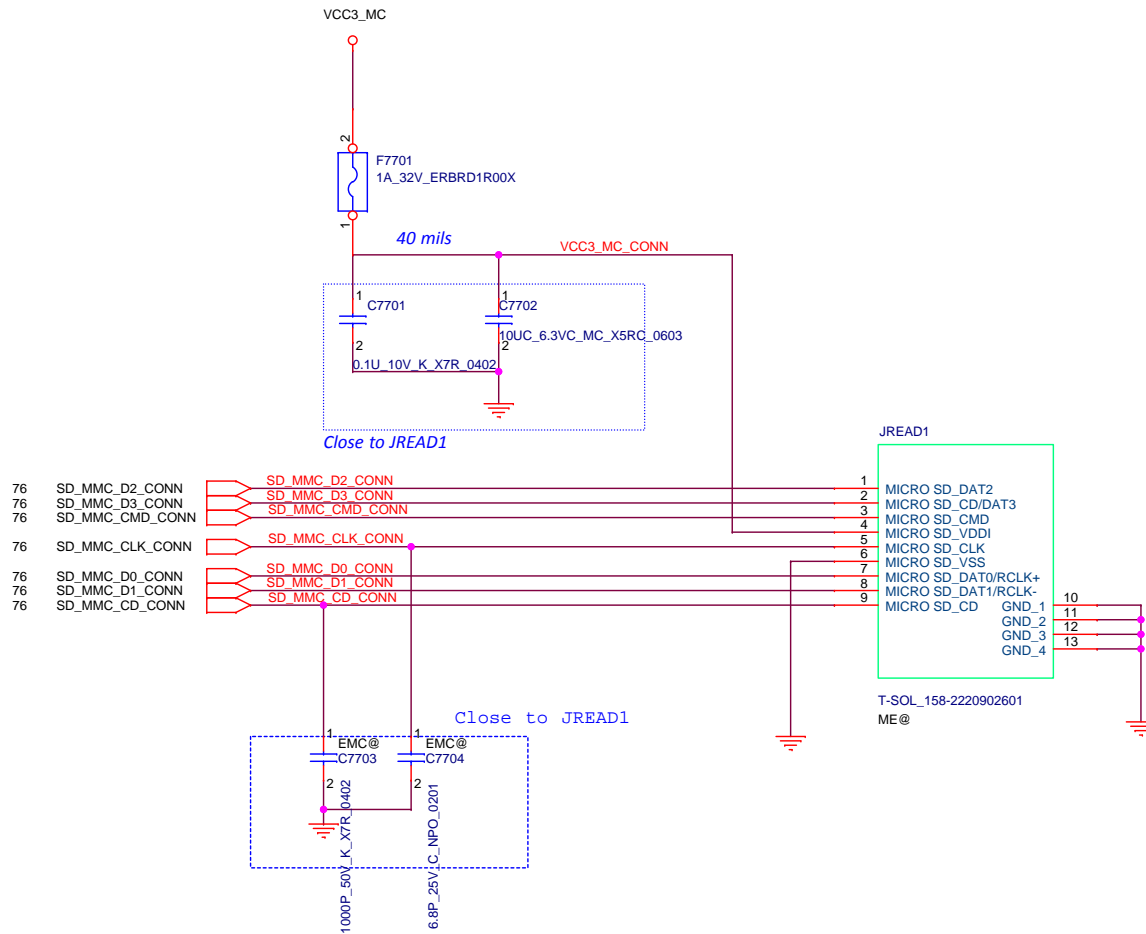 VCC3_MC
2
F7701
1A_32V_ERBRD1R00X
1
40 mils
VCC3_MC_CONN
1
C7701
1
C7702
10UC_6.3VC_MC_X5RC_0603
2
2
0.1U_10V_K_X7R_0402
Close to JREAD1
JREAD1
76 SD_MMC_D2_CONN SD_MMC_D2_CONN 1 MICRO SD_DAT2
76 SD_MMC_D3_CONN SD_MMC_D3_CONN 2 MICRO SD_CD/DAT3
76 SD_MMC_CMD_CONN SD_MMC_CMD_CONN 3 MICRO SD_CMD
4 MICRO SD_VDDI
76 SD_MMC_CLK_CONN SD_MMC_CLK_CONN 5 MICRO SD_CLK
6 MICRO SD_VSS
76 SD_MMC_D0_CONN SD_MMC_D0_CONN 7 MICRO SD_DAT0/RCLK+
76 SD_MMC_D1_CONN SD_MMC_D1_CONN 8 MICRO SD_DAT1/RCLK-
76 SD_MMC_CD_CONN SD_MMC_CD_CONN 9 MICRO SD_CD
GND_1 10
GND_2 11
GND_3 12
GND_4 13
T-SOL_158-2220902601
ME@
Close to JREAD1
1
EMC@
C7703
2
1000P_50V_K_X7R_0402
1
EMC@
C7704
2
6.8P_25V_C_NPO_0201